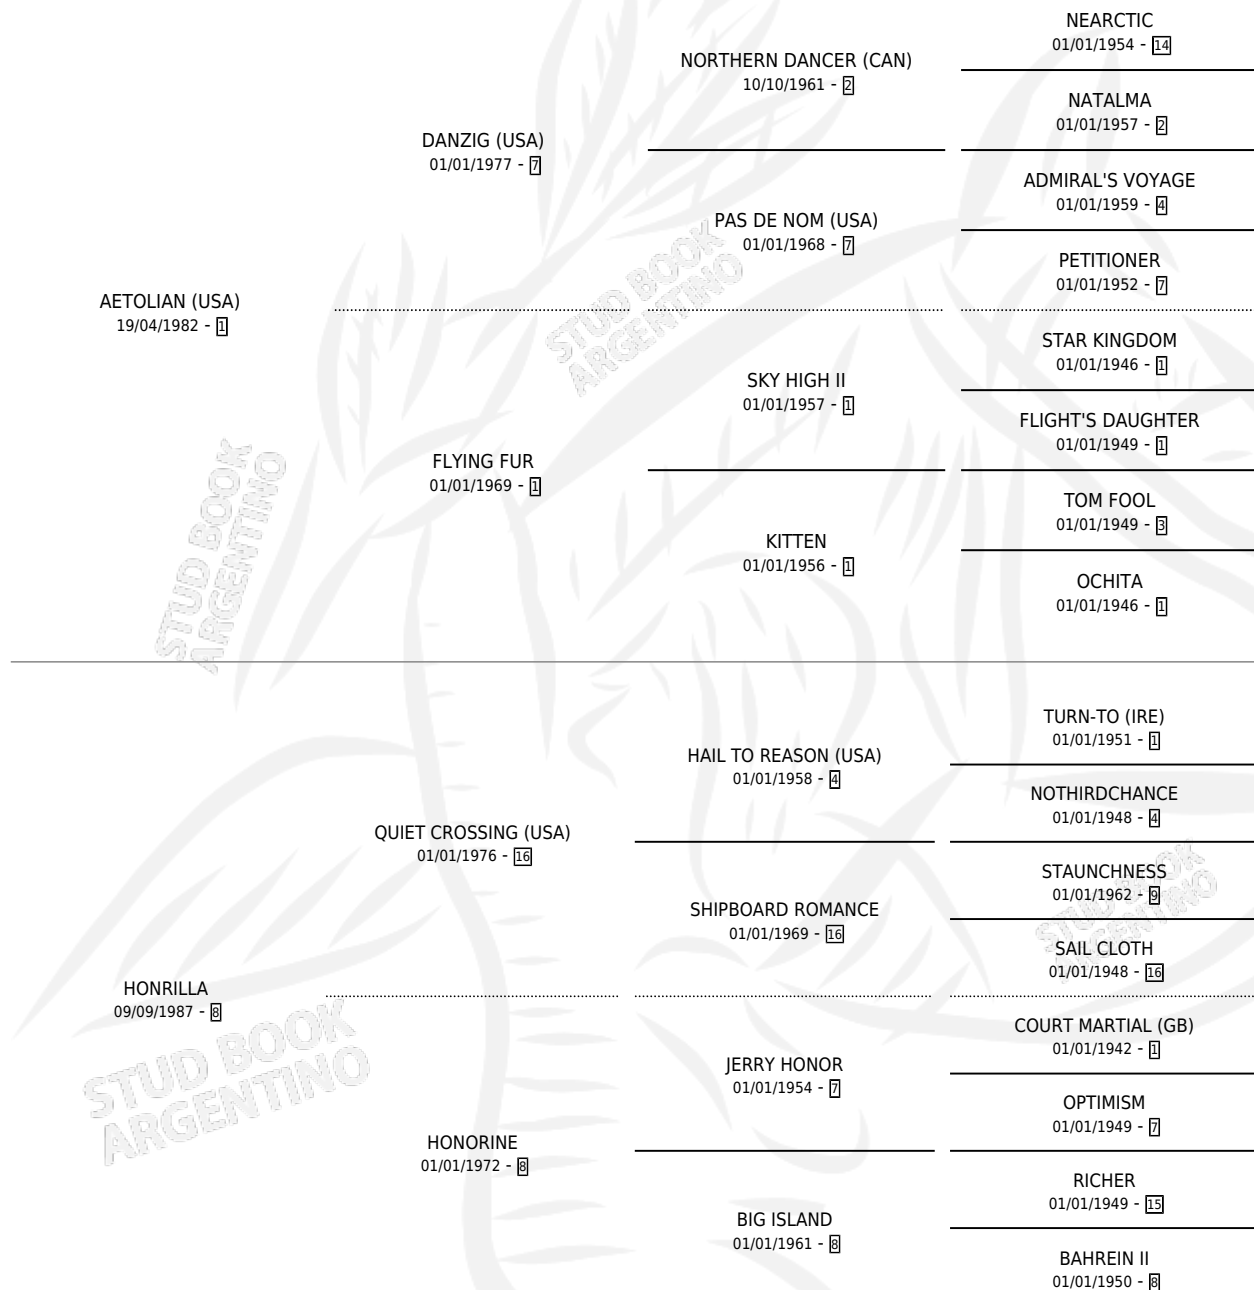 NEARCTIC
01/01/1954 - 14
NORTHERN DANCER (CAN)
10/10/1961 - 2
NATALMA
01/01/1957 - 2
DANZIG (USA)
01/01/1977 - 7
ADMIRAL'S VOYAGE
01/01/1959 - 4
PAS DE NOM (USA)
01/01/1968 - 7
PETITIONER
01/01/1952 - 7
AETOLIAN (USA)
19/04/1982 - 1
STAR KINGDOM
01/01/1946 - 1
SKY HIGH II
01/01/1957 - 1
FLIGHT'S DAUGHTER
01/01/1949 - 1
FLYING FUR
01/01/1969 - 1
TOM FOOL
01/01/1949 - 3
KITTEN
01/01/1956 - 1
OCHITA
01/01/1946 - 1
TURN-TO (IRE)
01/01/1951 - 1
HAIL TO REASON (USA)
01/01/1958 - 4
NOTHIRDCHANCE
01/01/1948 - 4
QUIET CROSSING (USA)
01/01/1976 - 16
STAUNCHNESS
01/01/1962 - 9
SHIPBOARD ROMANCE
01/01/1969 - 16
SAIL CLOTH
01/01/1948 - 16
HONRILLA
09/09/1987 - 8
COURT MARTIAL (GB)
01/01/1942 - 1
JERRY HONOR
01/01/1954 - 7
OPTIMISM
01/01/1949 - 7
HONORINE
01/01/1972 - 8
RICHER
01/01/1949 - 15
BIG ISLAND
01/01/1961 - 8
BAHREIN II
01/01/1950 - 8
STUD BOOK
ARGENTINO
STUD BOOK
ARGENTINO
STUD BOOK
ARGENTINO
STUD BOOK
ARGENTINO